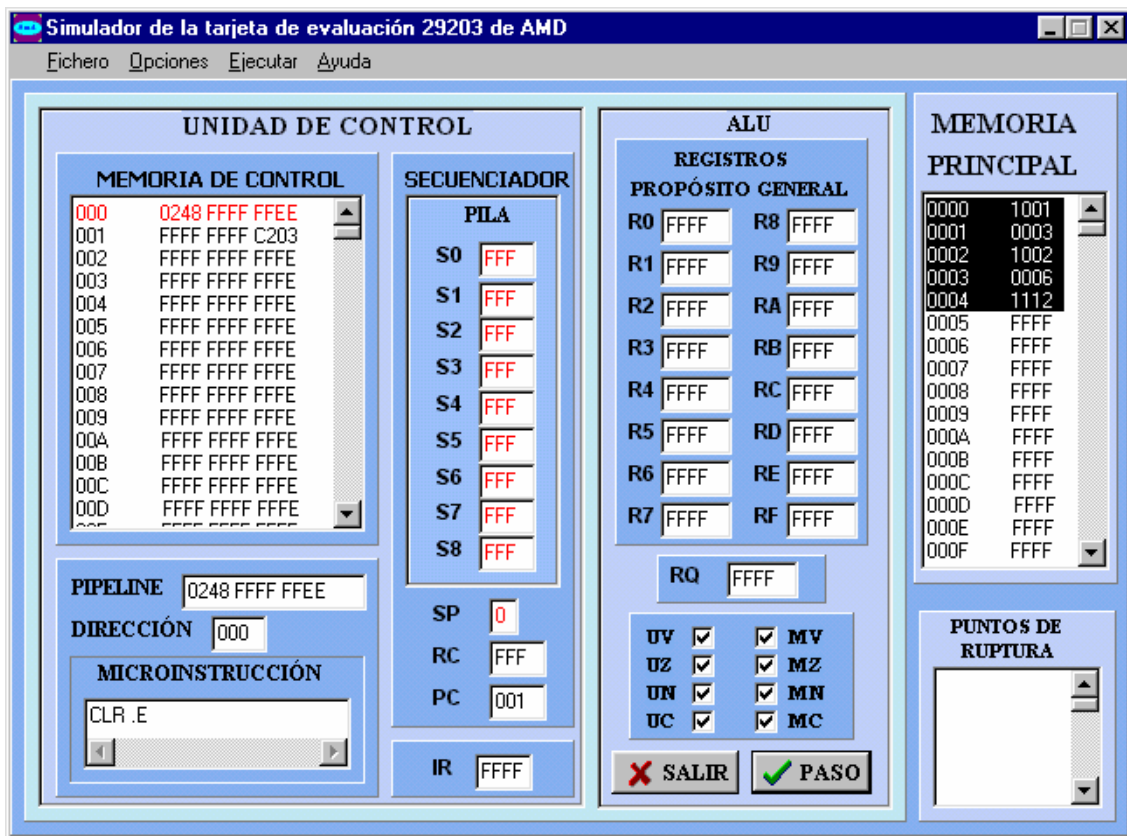 Simulador de la tarjeta de evaluación 29203 de AMD
Fichero Opciones Ejecutar Ayuda
UNIDAD DE CONTROL
MEMORIA DE CONTROL
000 0248 FFFF FFEE
001 FFFF FFFF C203
002 FFFF FFFF FFFE
003 FFFF FFFF FFFE
004 FFFF FFFF FFFE
005 FFFF FFFF FFFE
006 FFFF FFFF FFFE
007 FFFF FFFF FFFE
008 FFFF FFFF FFFE
009 FFFF FFFF FFFE
00A FFFF FFFF FFFE
00B FFFF FFFF FFFE
00C FFFF FFFF FFFE
00D FFFF FFFF FFFE
PIPELINE 0248 FFFF FFEE
DIRECCIÓN 000
MICROINSTRUCCIÓN
CLR .E
SECUENCIADOR
PILA
S0 FFF
S1 FFF
S2 FFF
S3 FFF
S4 FFF
S5 FFF
S6 FFF
S7 FFF
S8 FFF
SP 0
RC FFF
PC 001
IR FFFF
ALU
REGISTROS
PROPÓSITO GENERAL
R0 FFFF R8 FFFF
R1 FFFF R9 FFFF
R2 FFFF RA FFFF
R3 FFFF RB FFFF
R4 FFFF RC FFFF
R5 FFFF RD FFFF
R6 FFFF RE FFFF
R7 FFFF RF FFFF
RQ FFFF
UV MV
UZ MZ
UN MN
UC MC
SALIR PASO
MEMORIA
PRINCIPAL
0000 1001
0001 0003
0002 1002
0003 0006
0004 1112
0005 FFFF
0006 FFFF
0007 FFFF
0008 FFFF
0009 FFFF
000A FFFF
000B FFFF
000C FFFF
000D FFFF
000E FFFF
000F FFFF
PUNTOS DE
RUPTURA